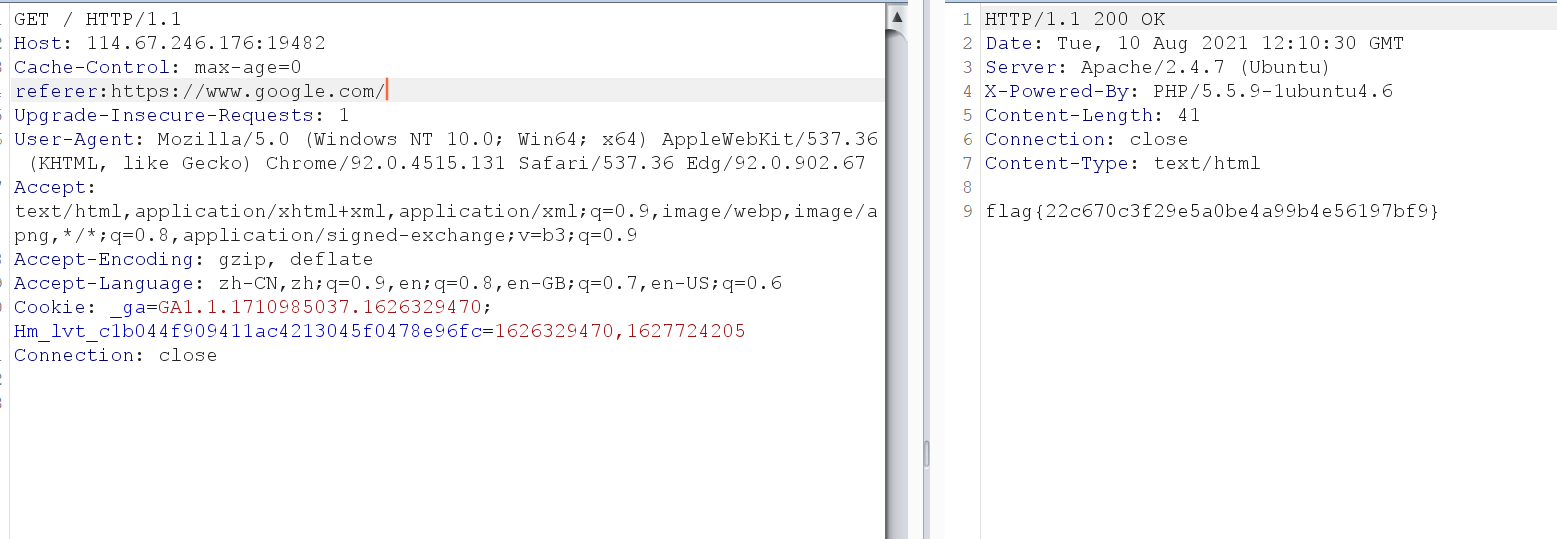 GET / HTTP/1.1
Host: 114.67.246.176:19482
Cache-Control: max-age=0
referer:https://www.google.com/
Upgrade-Insecure-Requests: 1
User-Agent: Mozilla/5.0 (Windows NT 10.0; Win64; x64) AppleWebKit/537.36
(KHTML, like Gecko) Chrome/92.0.4515.131 Safari/537.36 Edg/92.0.902.67
Accept:
text/html,application/xhtml+xml,application/xml;q=0.9,image/webp,image/a
png,*/*;q=0.8,application/signed-exchange;v=b3;q=0.9
Accept-Encoding: gzip, deflate
Accept-Language: zh-CN,zh;q=0.9,en;q=0.8,en-GB;q=0.7,en-US;q=0.6
Cookie: _ga=GA1.1.1710985037.1626329470;
Hm_lvt_c1b044f909411ac4213045f0478e96fc=1626329470,1627724205
Connection: close
1 HTTP/1.1 200 OK
2 Date: Tue, 10 Aug 2021 12:10:30 GMT
3 Server: Apache/2.4.7 (Ubuntu)
4 X-Powered-By: PHP/5.5.9-1ubuntu4.6
5 Content-Length: 41
6 Connection: close
7 Content-Type: text/html
8
9 flag{22c670c3f29e5a0be4a99b4e56197bf9}